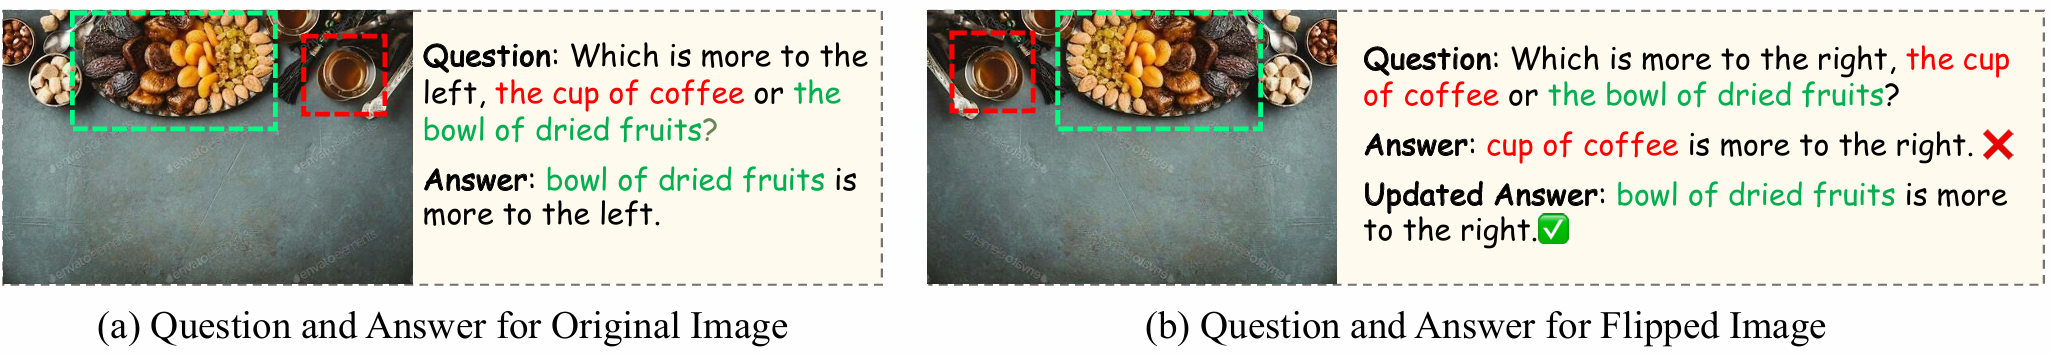 Question: Which is more to the
left, the cup of coffee or the
bowl of dried fruits?
Answer: bowl of dried fruits is
more to the left.
(a) Question and Answer for Original Image
Question: Which is more to the right, the cup
of coffee or the bowl of dried fruits?
Answer: cup of coffee is more to the right. ❌
Updated Answer: bowl of dried fruits is more
to the right.✅
(b) Question and Answer for Flipped Image